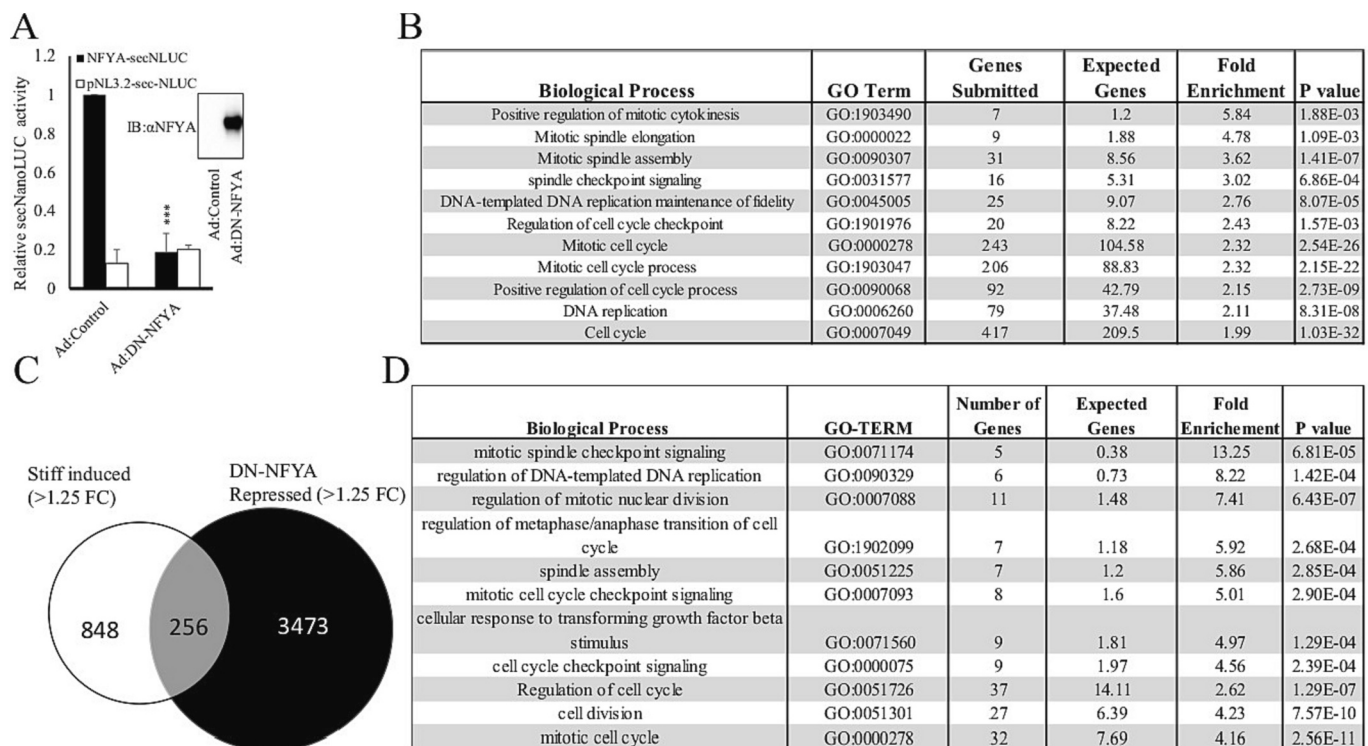 A
1.2
1
0.8
0.6
0.4
0.2
0
Relative secNanoLUC activity
NFYA-secNLUC
pNL3.2-sec-NLUC
IB:αNFYA
***
Ad:Control
Ad:DN-NFYA
Ad:Control
Ad:DN-NFYA
B
Biological Process GO Term Genes Submitted Expected Genes Fold Enrichment P value
Positive regulation of mitotic cytokinesis GO:1903490 7 1.2 5.84 1.88E-03
Mitotic spindle elongation GO:0000022 9 1.88 4.78 1.09E-03
Mitotic spindle assembly GO:0090307 31 8.56 3.62 1.41E-07
spindle checkpoint signaling GO:0031577 16 5.31 3.02 6.86E-04
DNA-templated DNA replication maintenance of fidelity GO:0045005 25 9.07 2.76 8.07E-05
Regulation of cell cycle checkpoint GO:1901976 20 8.22 2.43 1.57E-03
Mitotic cell cycle GO:0000278 243 104.58 2.32 2.54E-26
Mitotic cell cycle process GO:1903047 206 88.83 2.32 2.15E-22
Positive regulation of cell cycle process GO:0090068 92 42.79 2.15 2.73E-09
DNA replication GO:0006260 79 37.48 2.11 8.31E-08
Cell cycle GO:0007049 417 209.5 1.99 1.03E-32
C
Stiff induced
(>1.25 FC)
DN-NFYA
Repressed (>1.25 FC)
848
256
3473
D
Biological Process GO-TERM Number of Genes Expected Genes Fold Enrichement P value
mitotic spindle checkpoint signaling GO:0071174 5 0.38 13.25 6.81E-05
regulation of DNA-templated DNA replication GO:0090329 6 0.73 8.22 1.42E-04
regulation of mitotic nuclear division GO:0007088 11 1.48 7.41 6.43E-07
regulation of metaphase/anaphase transition of cell
cycle GO:1902099 7 1.18 5.92 2.68E-04
spindle assembly GO:0051225 7 1.2 5.86 2.85E-04
mitotic cell cycle checkpoint signaling GO:0007093 8 1.6 5.01 2.90E-04
cellular response to transforming growth factor beta
stimulus GO:0071560 9 1.81 4.97 1.29E-04
cell cycle checkpoint signaling GO:0000075 9 1.97 4.56 2.39E-04
Regulation of cell cycle GO:0051726 37 14.11 2.62 1.29E-07
cell division GO:0051301 27 6.39 4.23 7.57E-10
mitotic cell cycle GO:0000278 32 7.69 4.16 2.56E-11